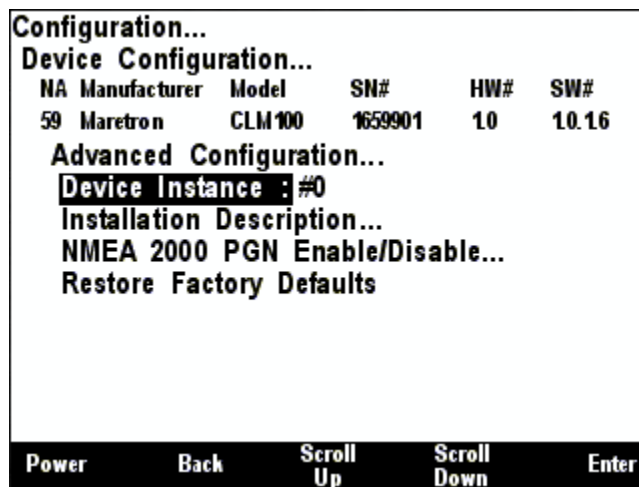 Configuration...
Device Configuration...
NA Manufacturer Model SN# HW# SW#
59 Maretron CLM100 1659901 1.0 1.0.1.6
Advanced Configuration...
Device Instance : #0
Installation Description...
NMEA 2000 PGN Enable/Disable...
Restore Factory Defaults
Power Back Scroll Up Scroll Down Enter